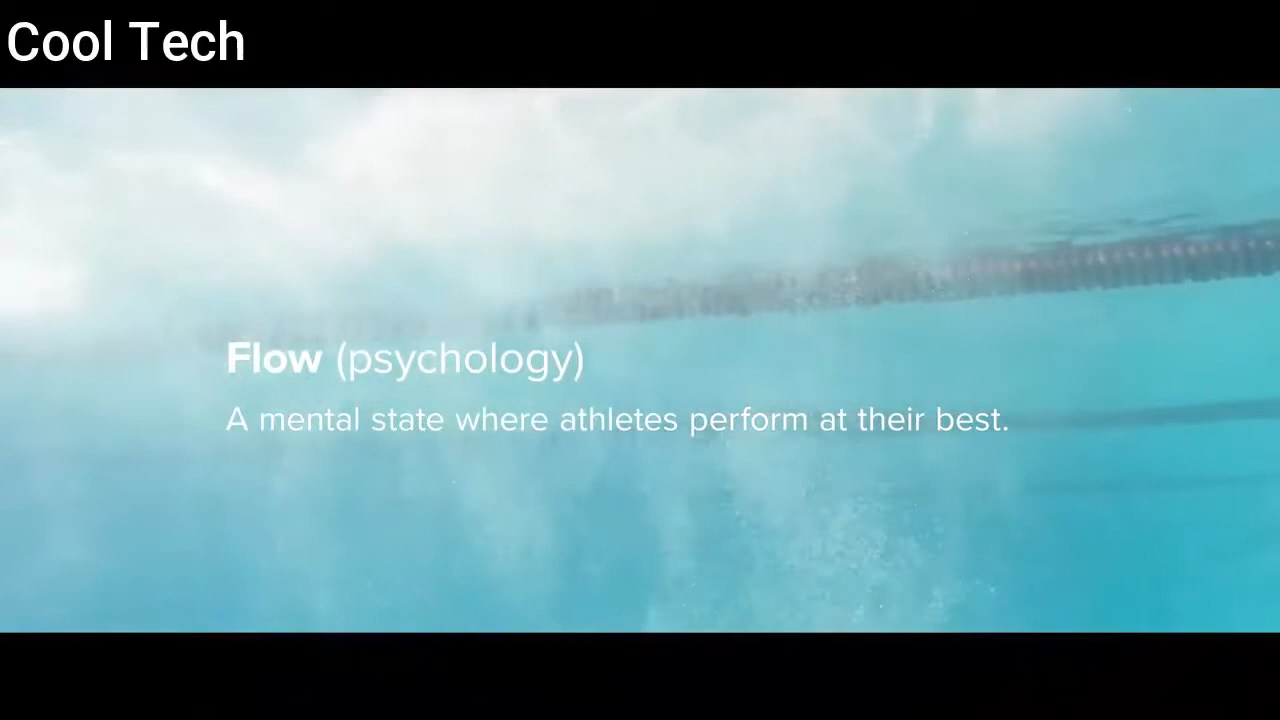 Cool Tech
Flow (psychology)
A mental state where athletes perform at their best.